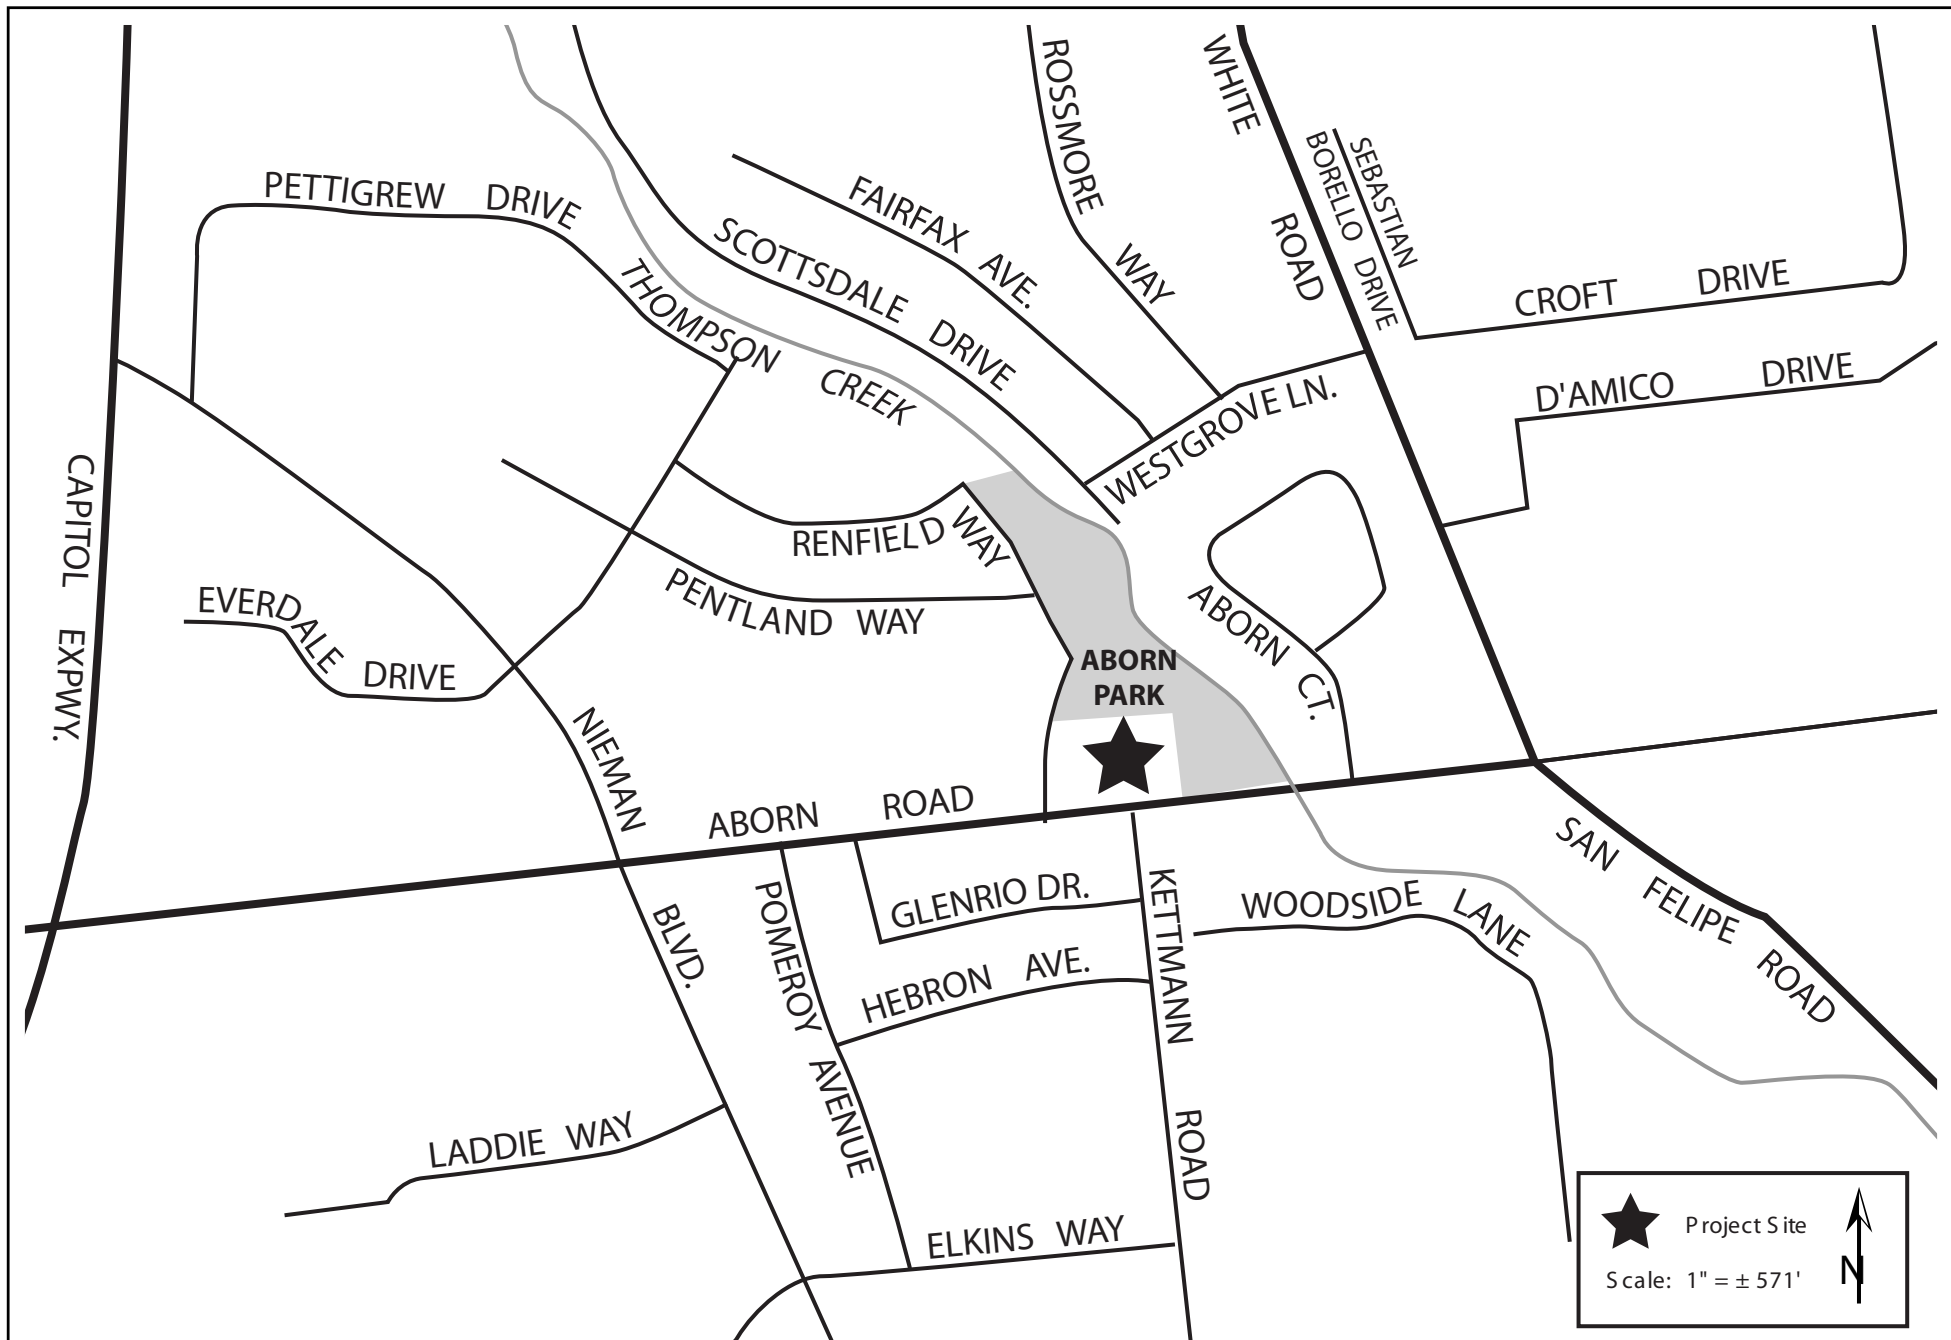 ROSSMORE WAY
WHITE ROAD
SEBASTIAN
BORELLO DRIVE
PETTIGREW DRIVE
FAIRFAX AVE.
SCOTTSDALE DRIVE
THOMPSON CREEK
CROFT DRIVE
D'AMICO DRIVE
WESTGROVE LN.
CAPITOL EXPWY.
RENFIELD WAY
PENTLAND WAY
EVERDALE DRIVE
ABORN CT.
ABORN
PARK
NIEMAN BLVD.
ABORN ROAD
SAN FELIPE ROAD
GLENRIO DR.
KETTMANN ROAD
WOODSIDE LANE
POMEROY AVENUE
HEBRON AVE.
LADDIE WAY
ELKINS WAY
Project Site
Scale: 1" = ± 571'
N